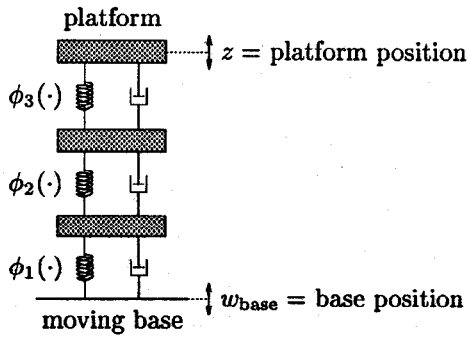 platform
z = platform position
ϕ₃(·)
ϕ₂(·)
ϕ₁(·)
w_base = base position
moving base